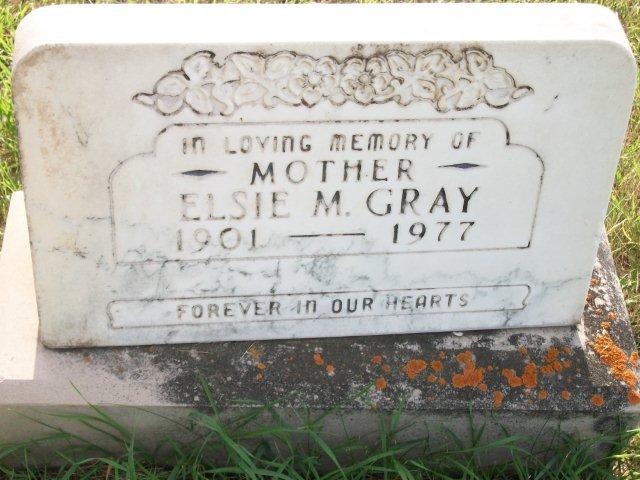 IN LOVING MEMORY OF
MOTHER
ELSIE M. GRAY
1901 — 1977
FOREVER IN OUR HEARTS